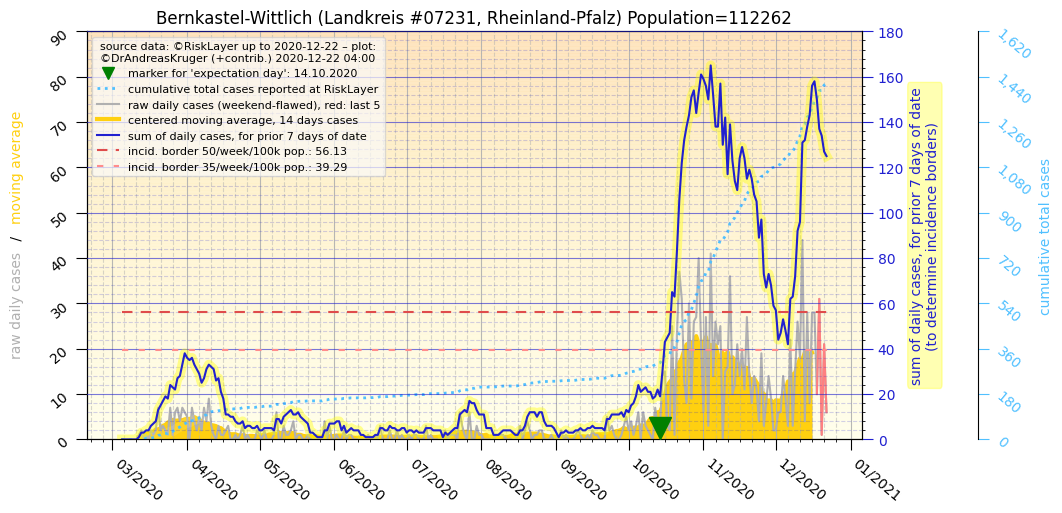 Bernkastel-Wittlich (Landkreis #07231, Rheinland-Pfalz) Population=112262
source data: ©RiskLayer up to 2020-12-22 – plot:
©DrAndreasKruger (+contrib.) 2020-12-22 04:00
marker for 'expectation day': 14.10.2020
cumulative total cases reported at RiskLayer
raw daily cases (weekend-flawed), red: last 5
centered moving average, 14 days cases
sum of daily cases, for prior 7 days of date
incid. border 50/week/100k pop.: 56.13
incid. border 35/week/100k pop.: 39.29
raw daily cases / moving average
90
80
70
60
50
40
30
20
10
0
03/2020
04/2020
05/2020
06/2020
07/2020
08/2020
09/2020
10/2020
11/2020
12/2020
01/2021
180
160
140
120
100
80
60
40
20
0
sum of daily cases, for prior 7 days of date
(to determine incidence borders)
1,620
1,440
1,260
1,080
900
720
540
360
180
0
cumulative total cases